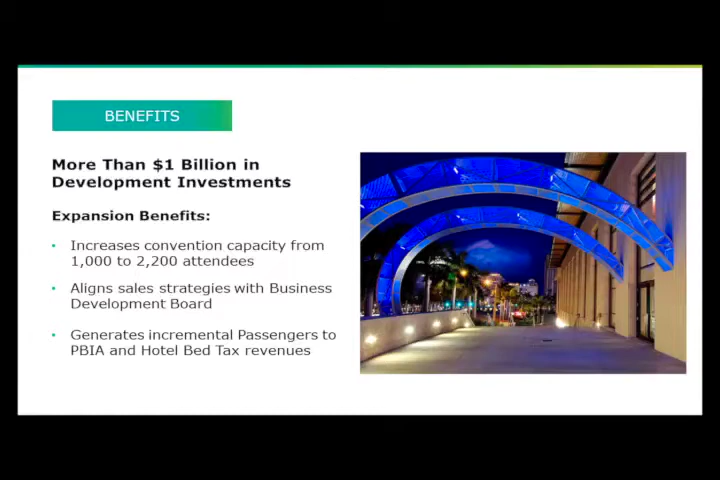 BENEFITS
More Than $1 Billion in
Development Investments
Expansion Benefits:
• Increases convention capacity from
1,000 to 2,200 attendees
• Aligns sales strategies with Business
Development Board
• Generates incremental Passengers to
PBIA and Hotel Bed Tax revenues